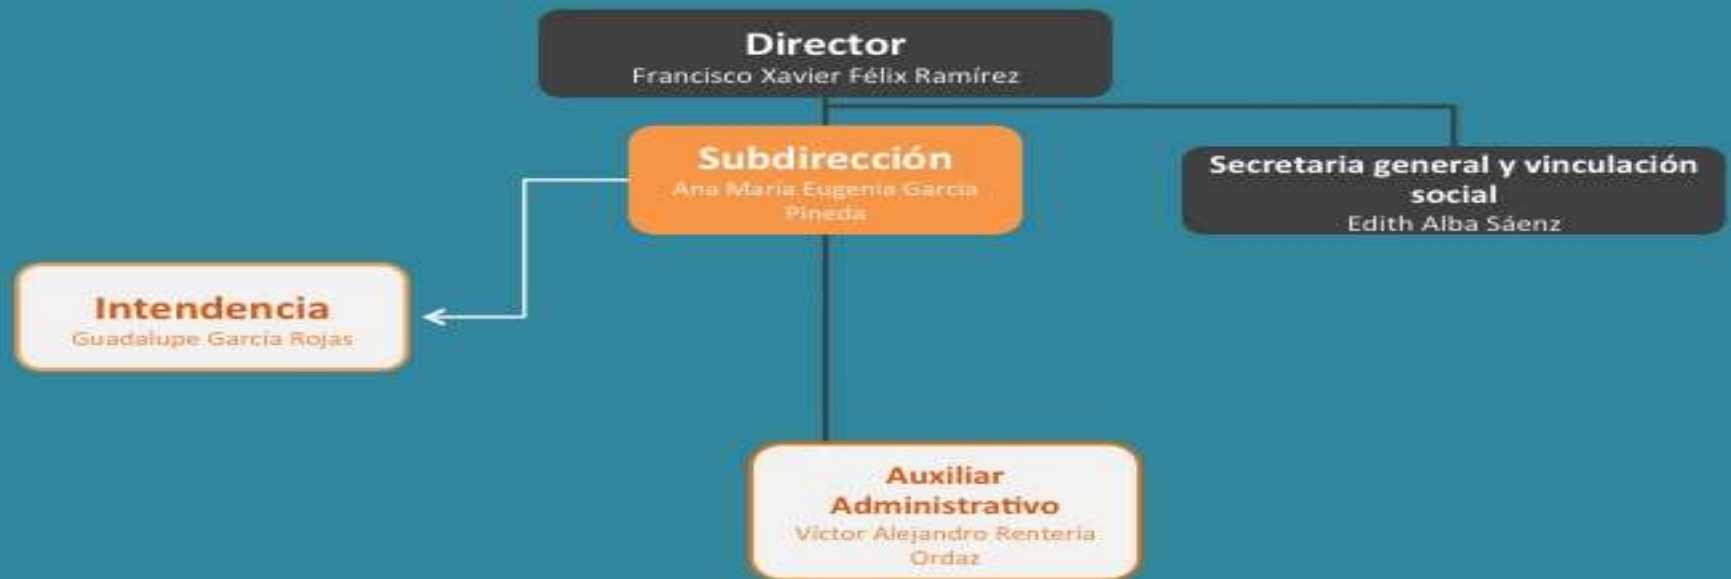 Director
Francisco Xavier Félix Ramírez
Subdirección
Ana María Eugenia García
Pineda
Secretaria general y vinculación
social
Edith Alba Sáenz
Intendencia
Guadalupe García Rojas
Auxiliar
Administrativo
Víctor Alejandro Rentería
Ordaz